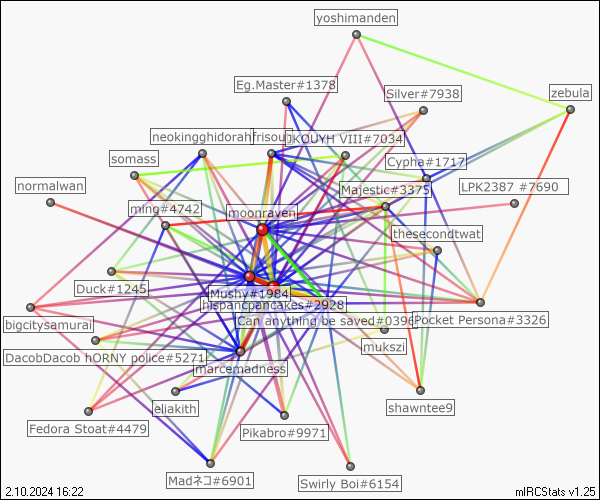 yoshimanden
Eg.Master#1378
Silver#7938
zebula
neokingghidorah
frisou
KOUYH VIII#7034
somass
Cypha#1717
normalwan
Majestic#3375
LPK2387 #7690
ming#4742
moonraven
thesecondtwat
Duck#1245
Mushy#1984
hispancpancakes#2928
bigcitysamurai
Can anything be saved#0396
Pocket Persona#3326
DacobDacob hORNY police#5271
mukszi
marcemadness
eliakith
shawntee9
Fedora Stoat#4479
Pikabro#9971
Madネコ#6901
Swirly Boi#6154
2.10.2024 16:22
mIRCStats v1.25